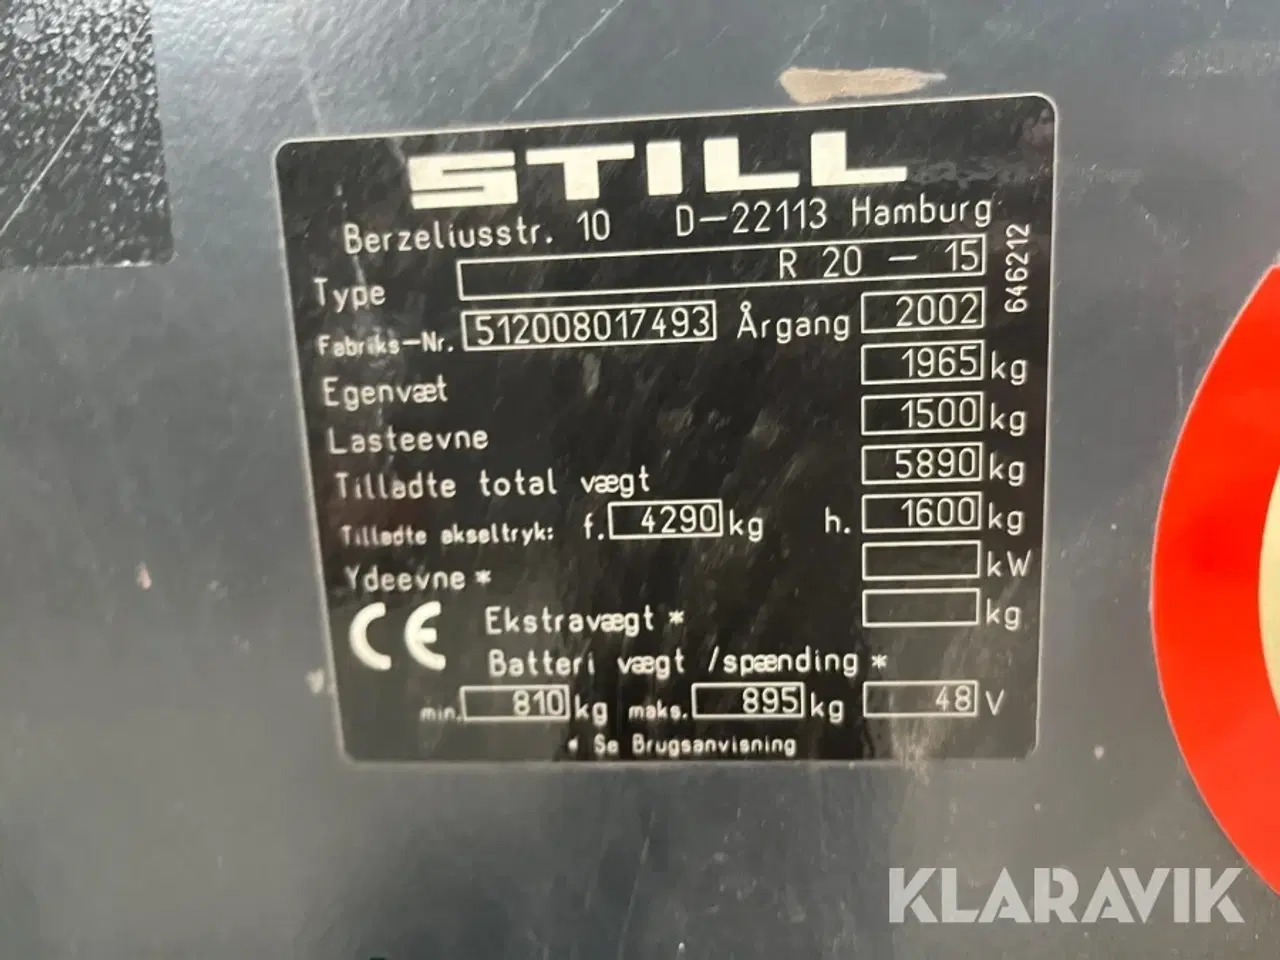 STILL
Berzeliusstr. 10 D-22113 Hamburg
Type R 20 - 15
646212
Fabriks-Nr. 512008017493 Årgang 2002
Egenvæt 1965 kg
Lasteevne 1500 kg
Tilladte total vægt 5890 kg
Tilladte akseltryk: f. 4290 kg h. 1600 kg
Ydeevne * kW
CE Ekstravægt * kg
Batteri vægt /spænding *
min. 810 kg maks. 895 kg 48 V
* Se Brugsanvisning
KLARAVIK